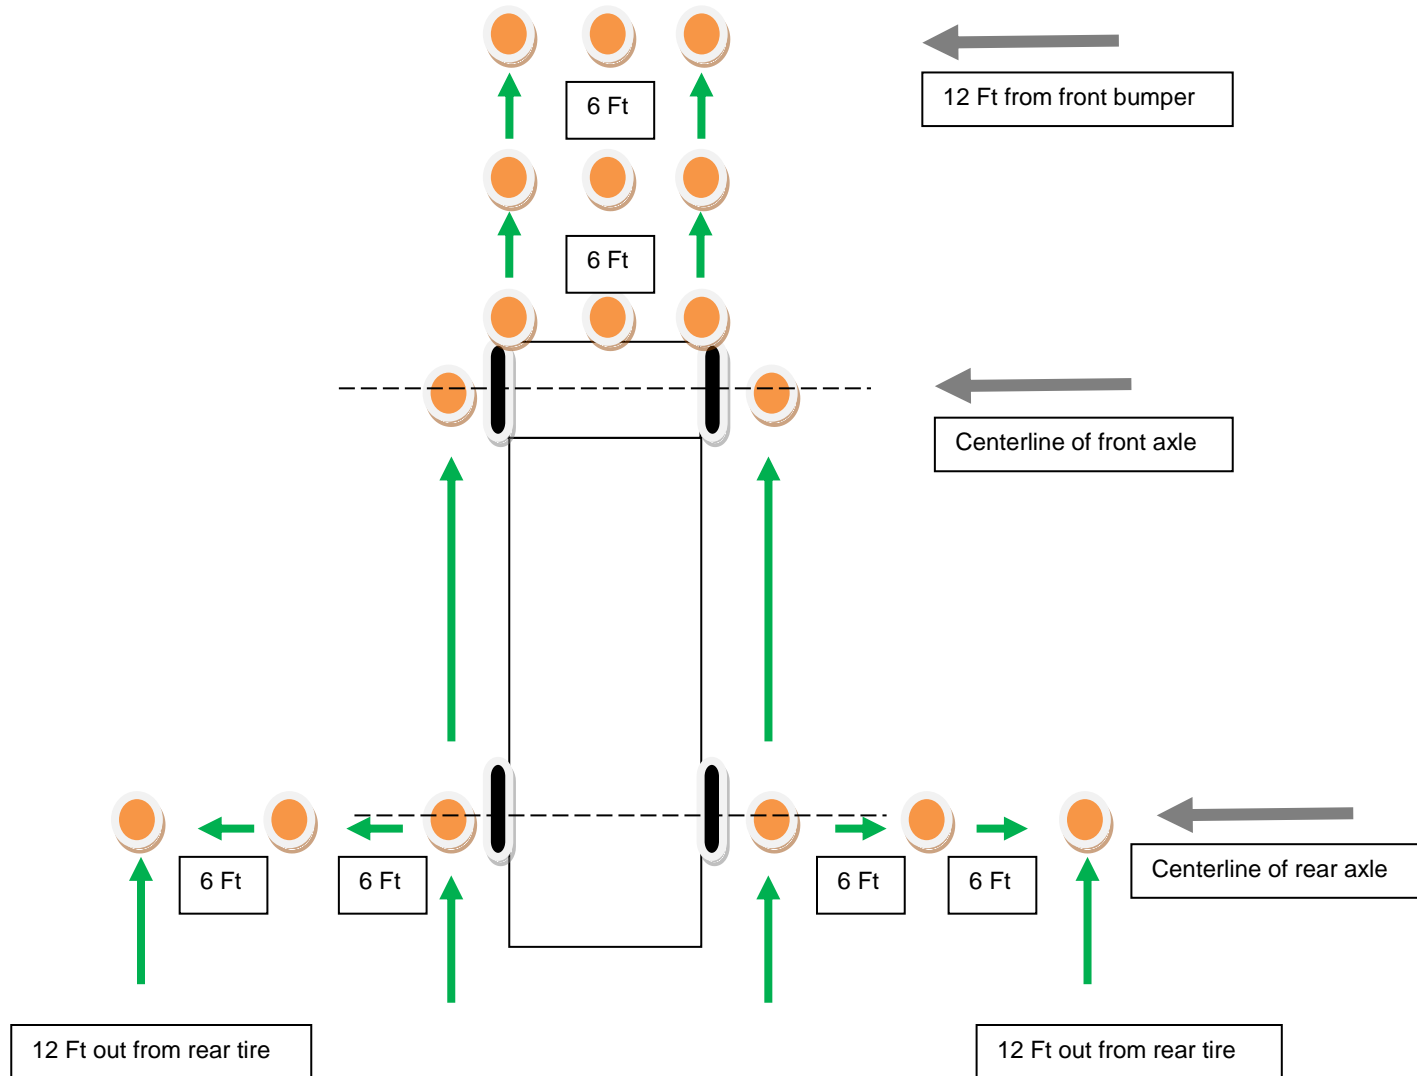 6 Ft
12 Ft from front bumper
6 Ft
Centerline of front axle
6 Ft
6 Ft
6 Ft
6 Ft
Centerline of rear axle
12 Ft out from rear tire
12 Ft out from rear tire